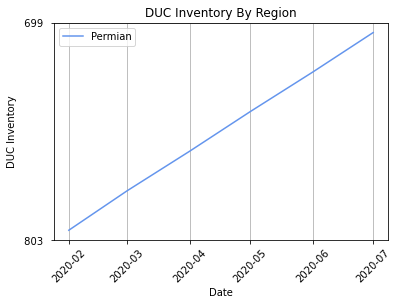 DUC Inventory By Region
699
Permian
DUC Inventory
803
2020-02
2020-03
2020-04
2020-05
2020-06
2020-07
Date